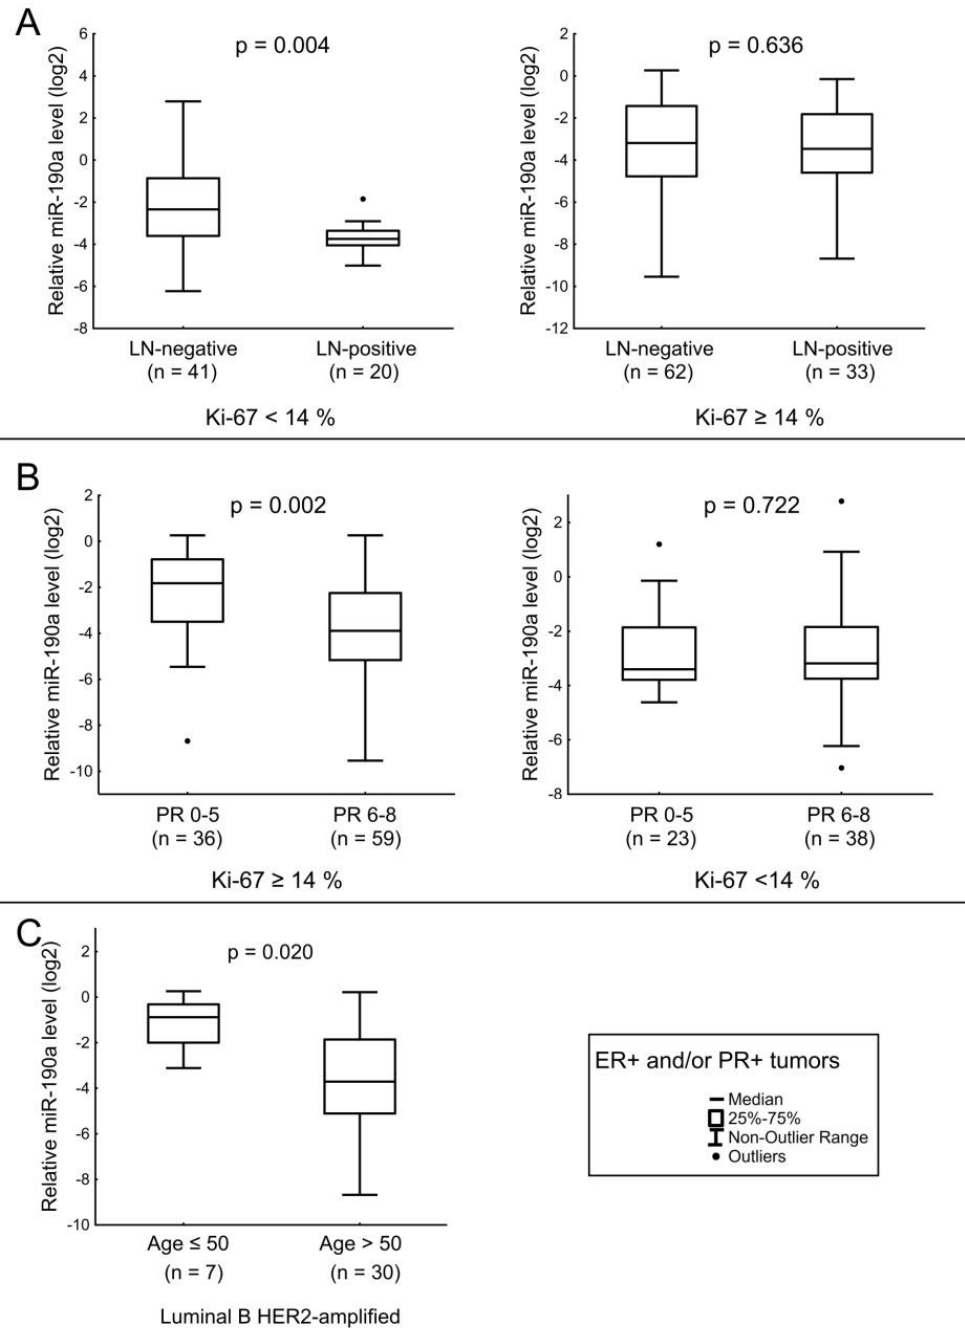 A
Relative miR-190a level (log2)
6
4
2
0
-2
-4
-6
-8
p = 0.004
LN-negative
(n = 41)
LN-positive
(n = 20)
Ki-67 < 14 %
Relative miR-190a level (log2)
2
0
-2
-4
-6
-8
-10
-12
p = 0.636
LN-negative
(n = 62)
LN-positive
(n = 33)
Ki-67 ≥ 14 %
B
Relative miR-190a level (log2)
2
0
-2
-4
-6
-8
-10
p = 0.002
PR 0-5
(n = 36)
PR 6-8
(n = 59)
Ki-67 ≥ 14 %
Relative miR-190a level (log2)
2
0
-2
-4
-6
-8
p = 0.722
PR 0-5
(n = 23)
PR 6-8
(n = 38)
Ki-67 <14 %
C
Relative miR-190a level (log2)
2
0
-2
-4
-6
-8
-10
p = 0.020
Age ≤ 50
(n = 7)
Age > 50
(n = 30)
Luminal B HER2-amplified
ER+ and/or PR+ tumors
Median
25%-75%
Non-Outlier Range
Outliers